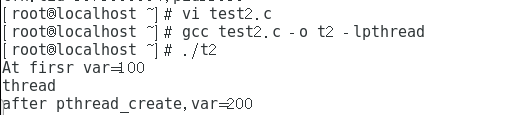 [root@localhost ~]# vi test2.c
[root@localhost ~]# gcc test2.c -o t2 -lpthread
[root@localhost ~]# ./t2
At firsr var=100
thread
after pthread_create,var=200